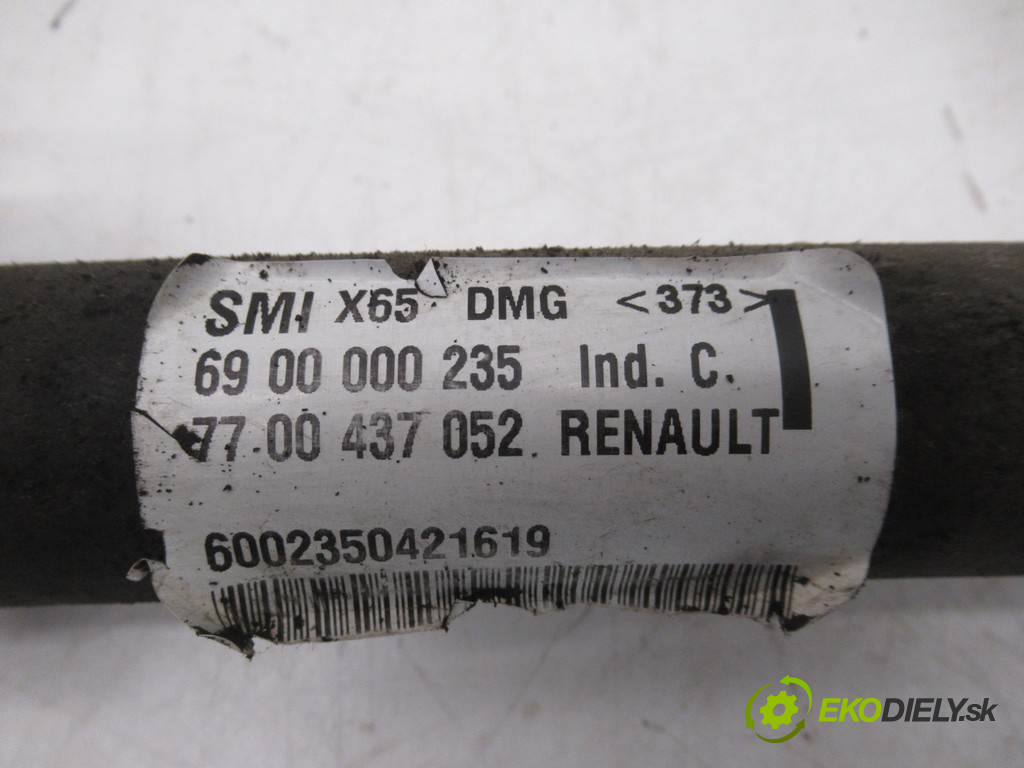 SMI X65 DMG <373>
69 00 000 235 Ind. C.
77 00 437 052 RENAULT
6002350421619
EKODIELY.sk